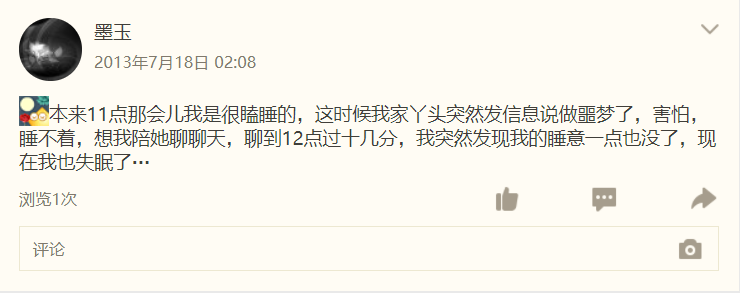 墨玉
2013年7月18日 02:08
本来11点那会儿我是很瞌睡的，这时候我家丫头突然发信息说做噩梦了，害怕，
睡不着，想我陪她聊聊天，聊到12点过十几分，我突然发现我的睡意一点也没了，现
在我也失眠了…
浏览1次
评论